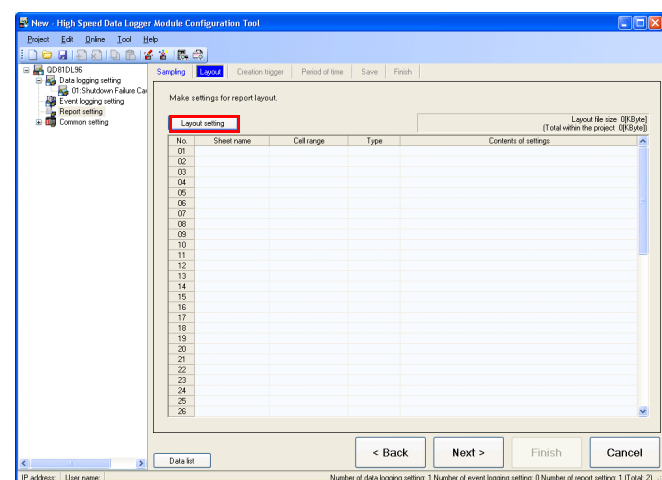 New - High Speed Data Logger Module Configuration Tool
Project Edit Online Tool Help
QD81DL96
Data logging setting
01:Shutdown Failure Cau
Event logging setting
Report setting
Common setting
Sampling Layout Creation trigger Period of time Save Finish
Make settings for report layout.
Layout setting
Layout file size 0[KByte]
(Total within the project 0[KByte])
No. Sheet name Cell range Type Contents of settings
01
02
03
04
05
06
07
08
09
10
11
12
13
14
15
16
17
18
19
20
21
22
23
24
25
26
Data list
< Back Next > Finish Cancel
IP address: User name: Number of data logging setting: 1 Number of event logging setting: 0 Number of report setting: 1 (Total: 2)